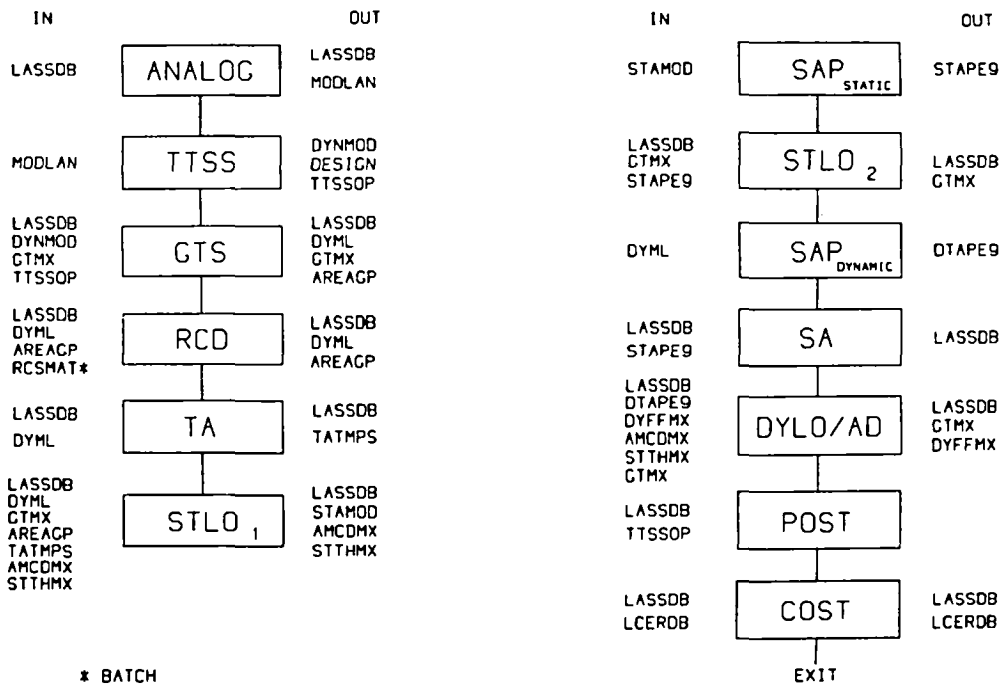 IN
OUT
LASSDB
ANALOG
LASSDB
MODLAN
MODLAN
TTSS
DYNMOD
DESIGN
TTSSOP
LASSDB
DYNMOD
GTMX
TTSSOP
GTS
LASSDB
DYML
GTMX
AREAGP
LASSDB
DYML
AREAGP
RCSMAT*
RCD
LASSDB
DYML
AREAGP
LASSDB
DYML
TA
LASSDB
TATMPS
LASSDB
DYML
GTMX
AREAGP
TATMPS
AMCDMX
STTHMX
STLO 1
LASSDB
STAMOD
AMCDMX
STTHMX
* BATCH
IN
OUT
STAMOD
SAP STATIC
STAPE9
LASSDB
GTMX
STAPE9
STLO 2
LASSDB
GTMX
DYML
SAP DYNAMIC
DTAPE9
LASSDB
STAPE9
SA
LASSDB
LASSDB
DTAPE9
DYFFMX
AMCDMX
STTHMX
GTMX
DYLO/AD
LASSDB
GTMX
DYFFMX
LASSDB
TTSSOP
POST
LASSDB
LCERDB
COST
LASSDB
LCERDB
EXIT